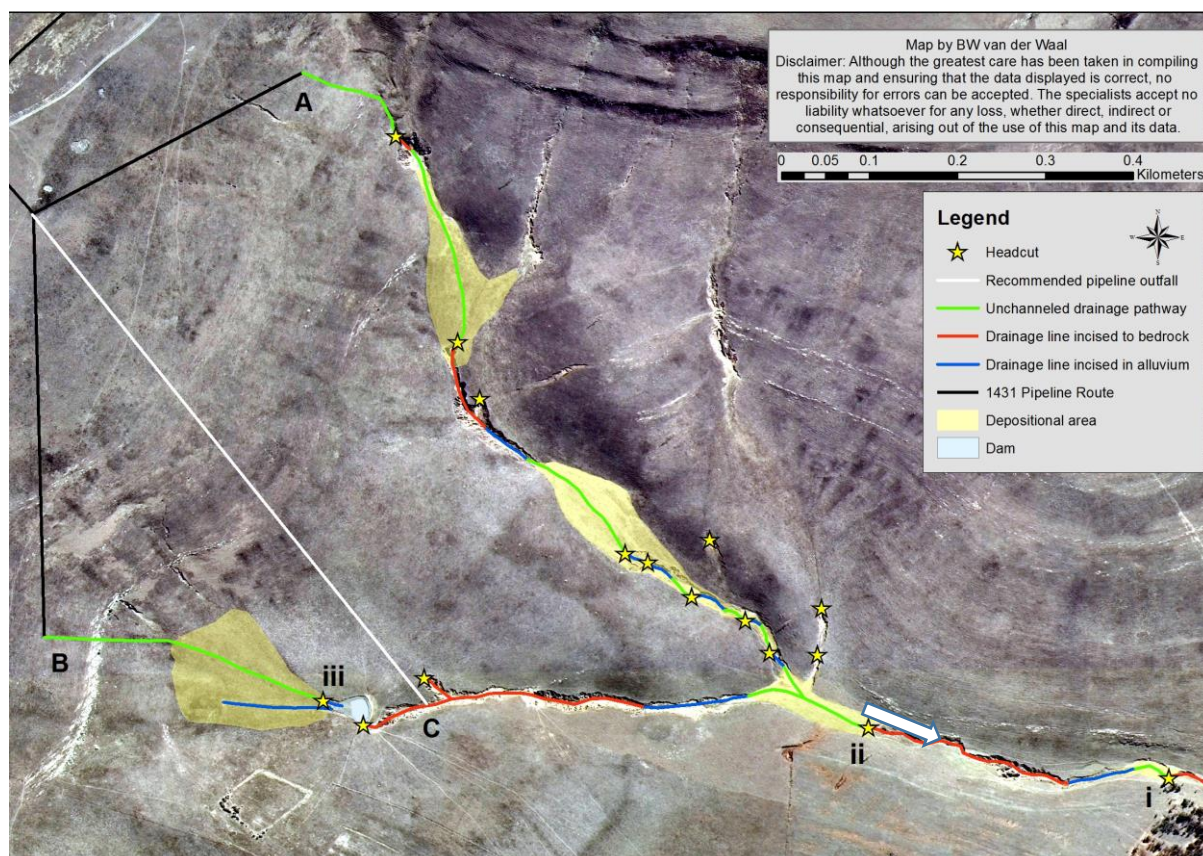 Map by BW van der Waal
Disclaimer: Although the greatest care has been taken in compiling
this map and ensuring that the data displayed is correct, no
responsibility for errors can be accepted. The specialists accept no
liability whatsoever for any loss, whether direct, indirect or
consequential, arising out of the use of this map and its data.
0 0.05 0.1 0.2 0.3 0.4
Kilometers
Legend
N
W E
S
Headcut
Recommended pipeline outfall
Unchanneled drainage pathway
Drainage line incised to bedrock
Drainage line incised in alluvium
1431 Pipeline Route
Depositional area
Dam
A
B
iii
C
ii
i